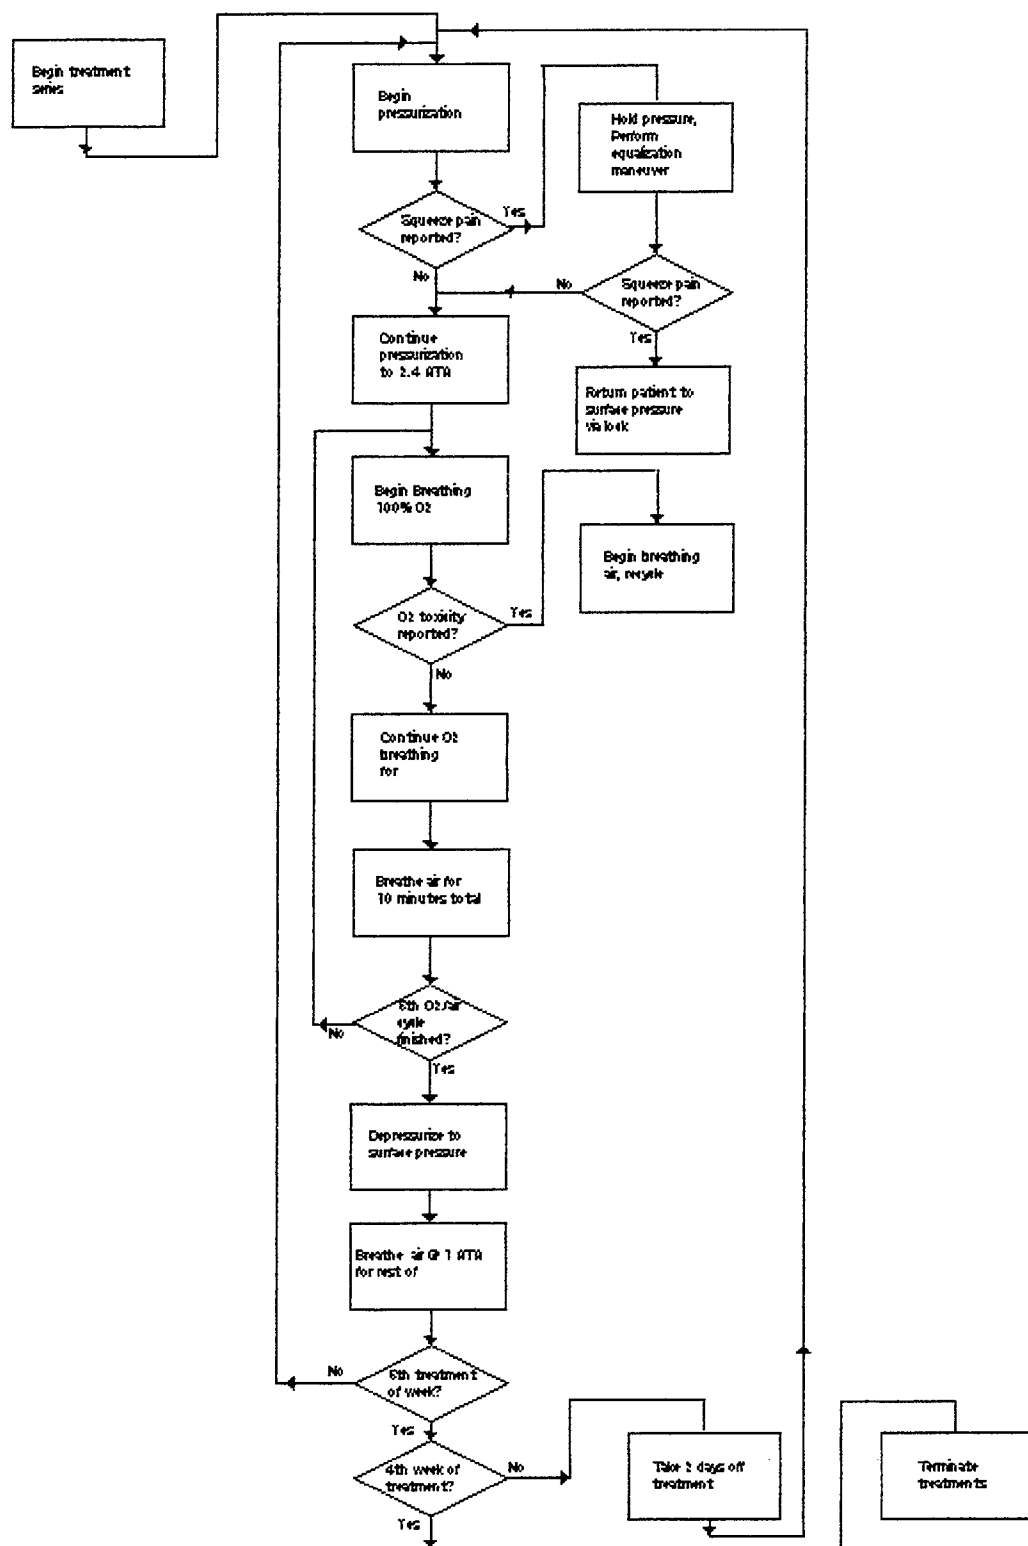 Begin treatment
series
Begin
pressurization
Hold pressure,
Perform
equalization
maneuver
Squeeze pain
reported?
Yes
No
Squeeze pain
reported?
No
Yes
Continue
pressurization
to 2.4 ATA
Return patient to
surface pressure
via lock
Begin Breathing
100% O2
Begin breathing
air, recycle
O2 toxicity
reported?
Yes
No
Continue O2
breathing
for
Breathe air for
10 minutes total
O2/air
cycle
finished?
No
Yes
Depressurize to
surface pressure
Breathe air @ 1 ATA
for rest of
treatment
of week?
No
Yes
4th week of
treatment?
No
Yes
Take 2 days off
treatment
Terminate
treatments